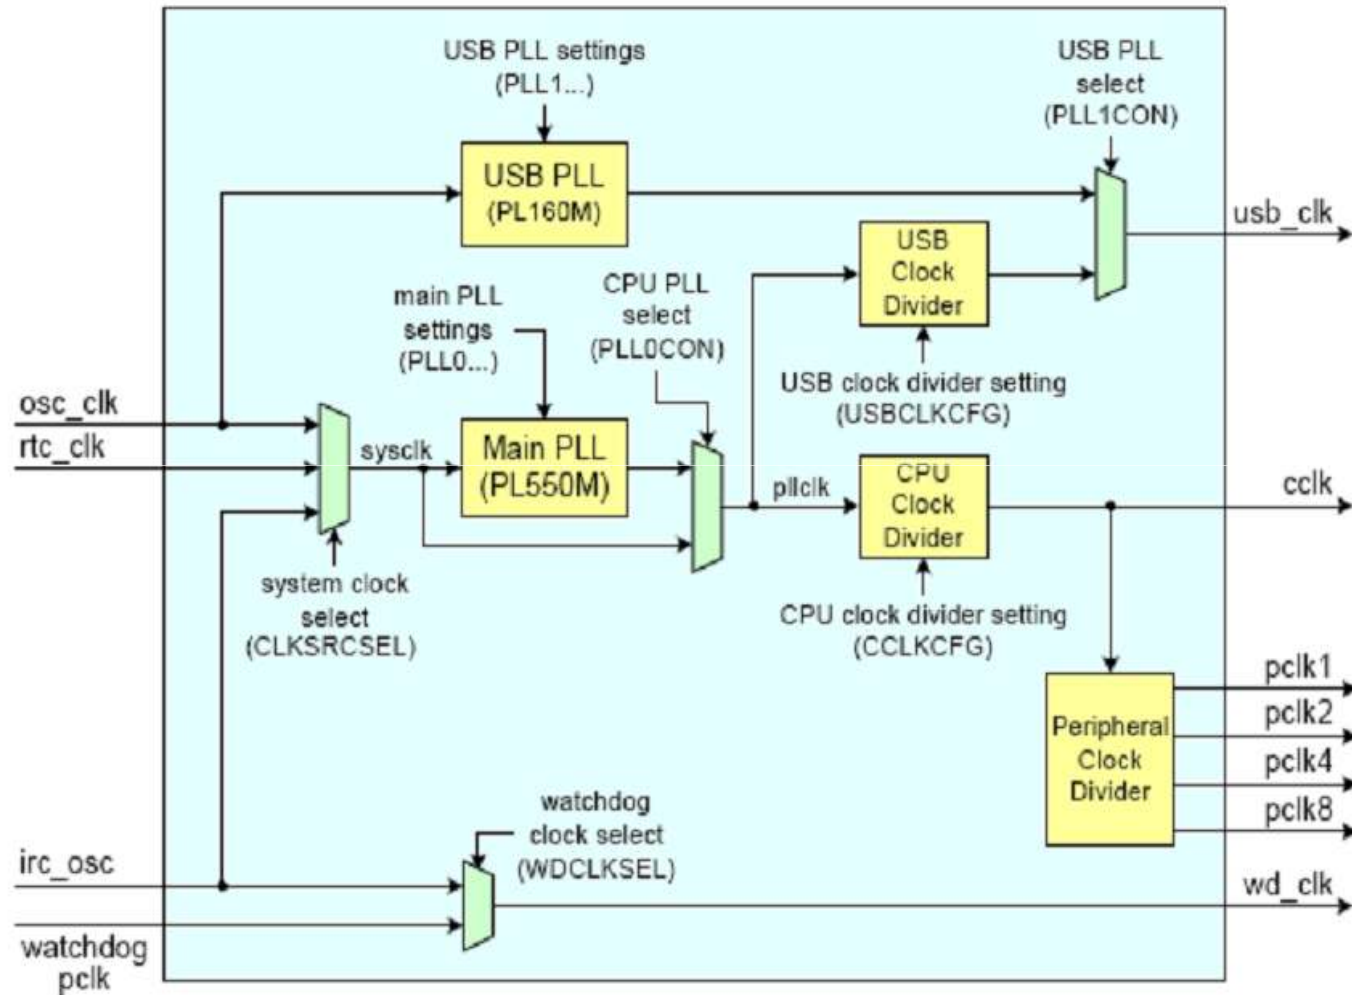 USB PLL settings
(PLL1...)
USB PLL
select
(PLL1CON)
USB PLL
(PL160M)
usb_clk
USB
Clock
Divider
main PLL
settings
(PLL0...)
CPU PLL
select
(PLL0CON)
USB clock divider setting
(USBCLKCFG)
osc_clk
rtc_clk
sysclk
Main PLL
(PL550M)
pllclk
CPU
Clock
Divider
cclk
system clock
select
(CLKSRCSEL)
CPU clock divider setting
(CCLKCFG)
Peripheral
Clock
Divider
pclk1
pclk2
pclk4
pclk8
watchdog
clock select
(WDCLKSEL)
irc_osc
wd_clk
watchdog
pclk